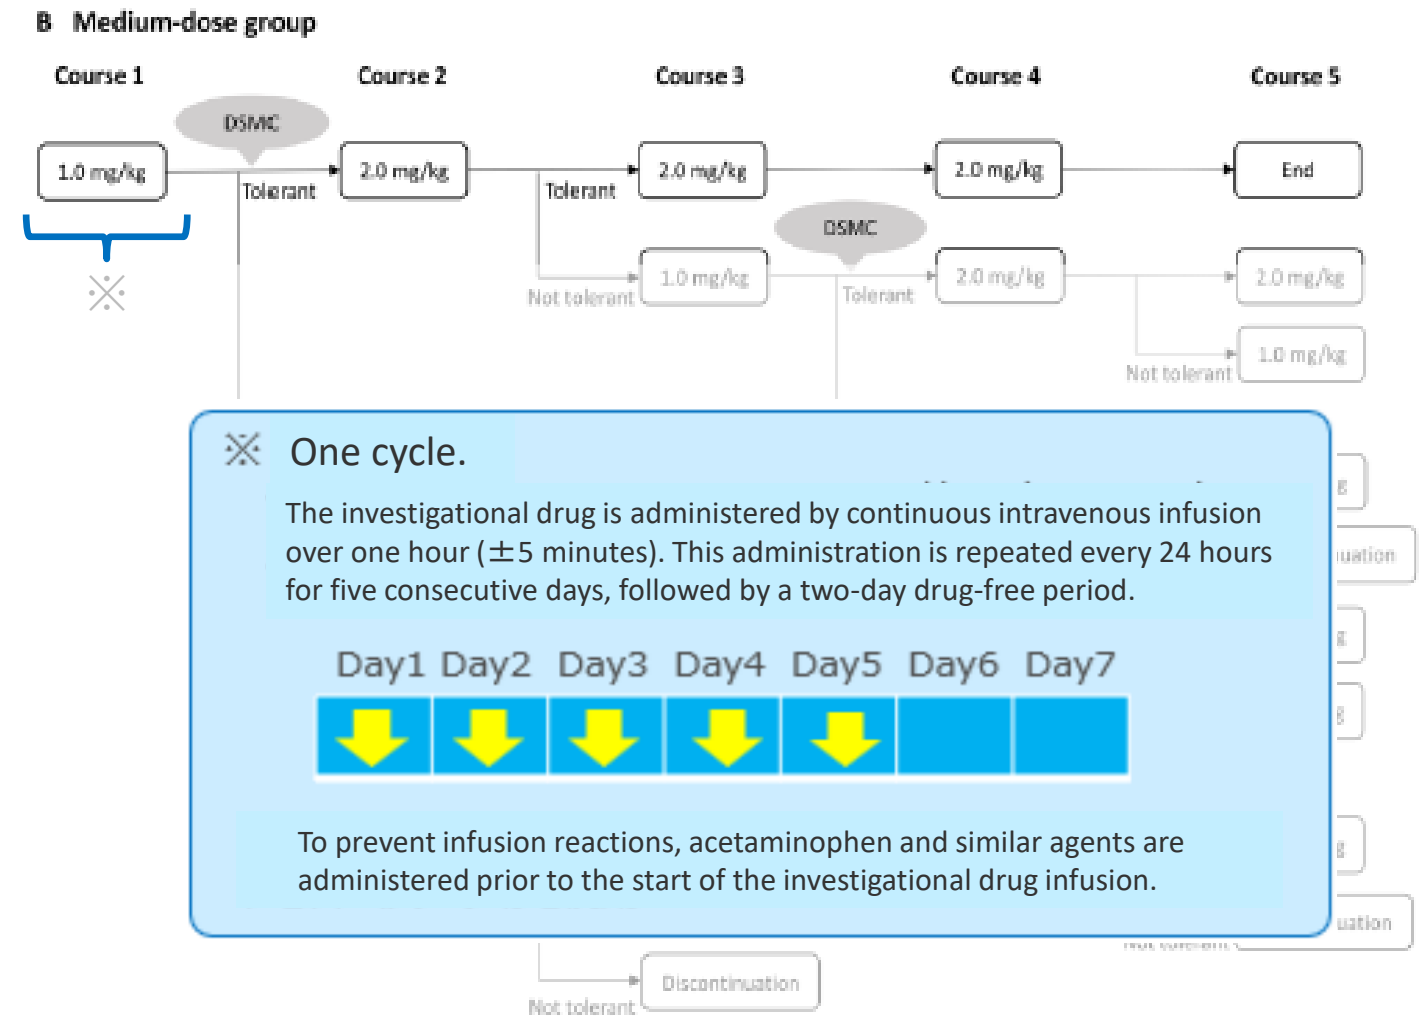 B Medium-dose group
Course 1 Course 2 Course 3 Course 4 Course 5
DSMC
1.0 mg/kg 2.0 mg/kg 2.0 mg/kg 2.0 mg/kg End
Tolerant Tolerant
DSMC
1.0 mg/kg 2.0 mg/kg 2.0 mg/kg
Not tolerant Tolerant
※
1.0 mg/kg
Not tolerant
※ One cycle.
The investigational drug is administered by continuous intravenous infusion
over one hour (±5 minutes). This administration is repeated every 24 hours
for five consecutive days, followed by a two-day drug-free period.
Day1 Day2 Day3 Day4 Day5 Day6 Day7
To prevent infusion reactions, acetaminophen and similar agents are
administered prior to the start of the investigational drug infusion.
g
uation
g
g
g
uation
Not tolerant
Discontinuation
Not tolerant